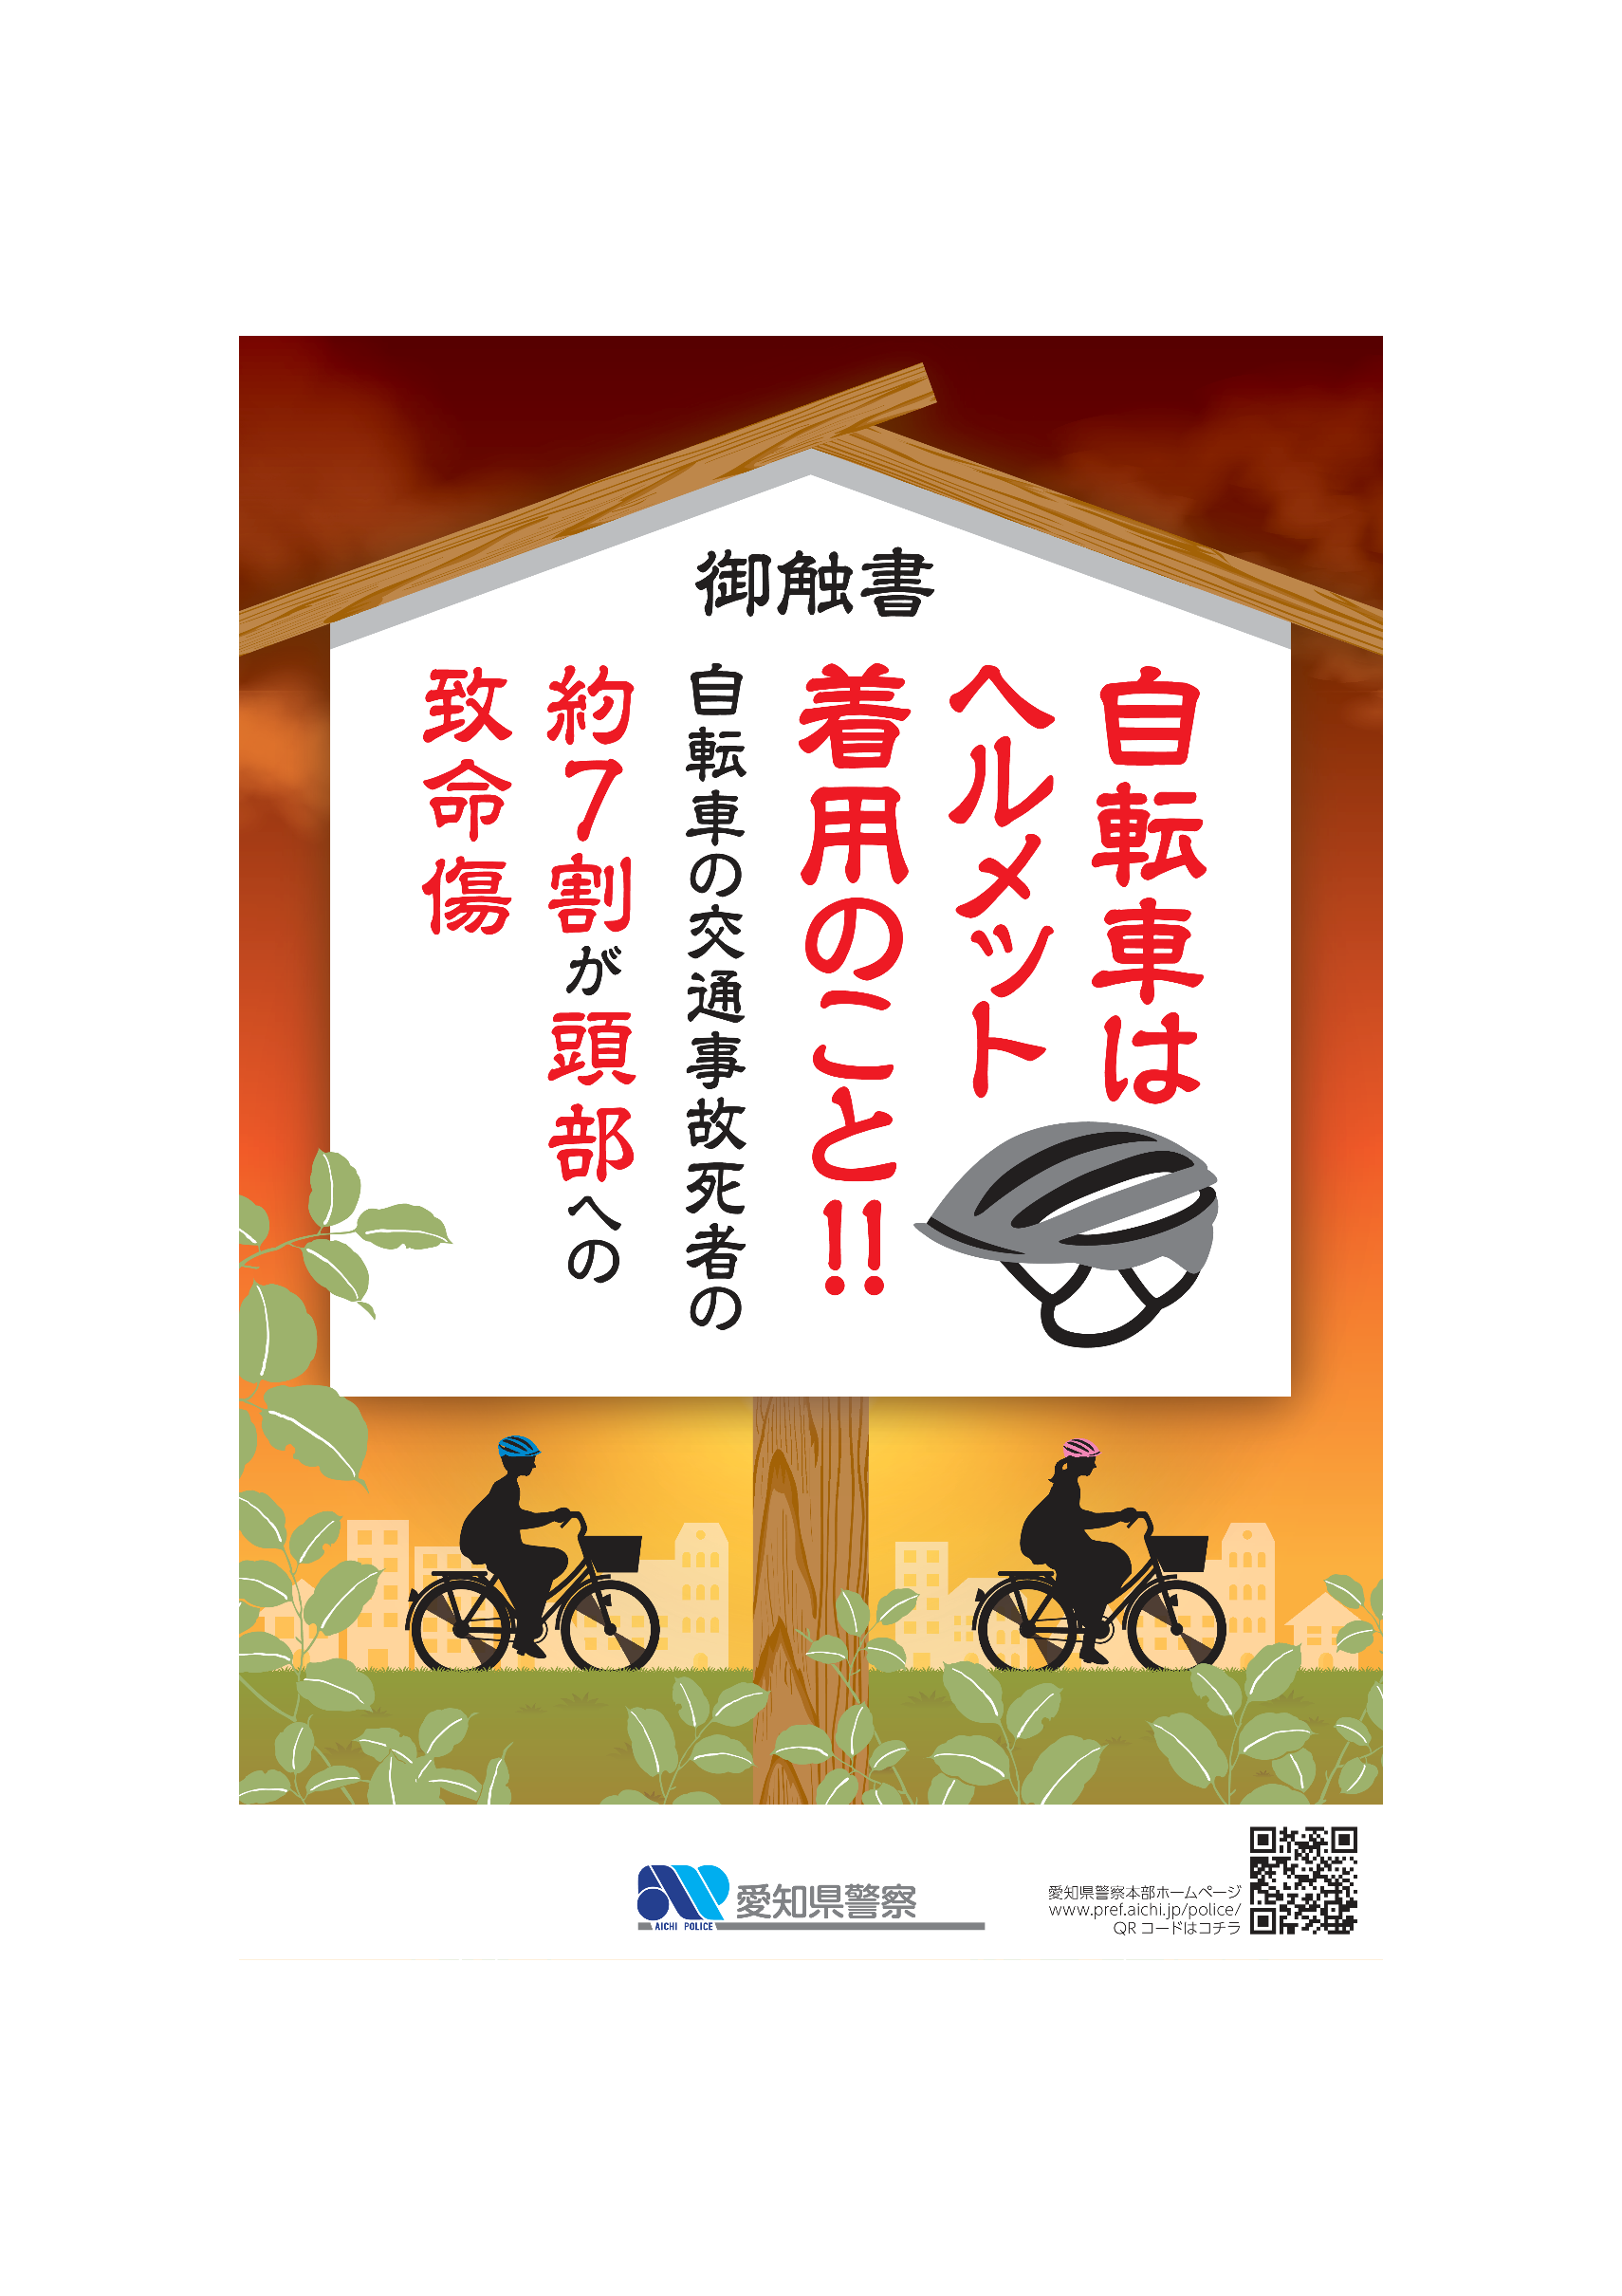 御触書
自転車は
ヘルメット
着用のこと!!
自転車の交通事故死者の
約7割が頭部への
致命傷
AICHI POLICE
愛知県警察
愛知県警察本部ホームページ
www.pref.aichi.jp/police/
QRコードはコチラ